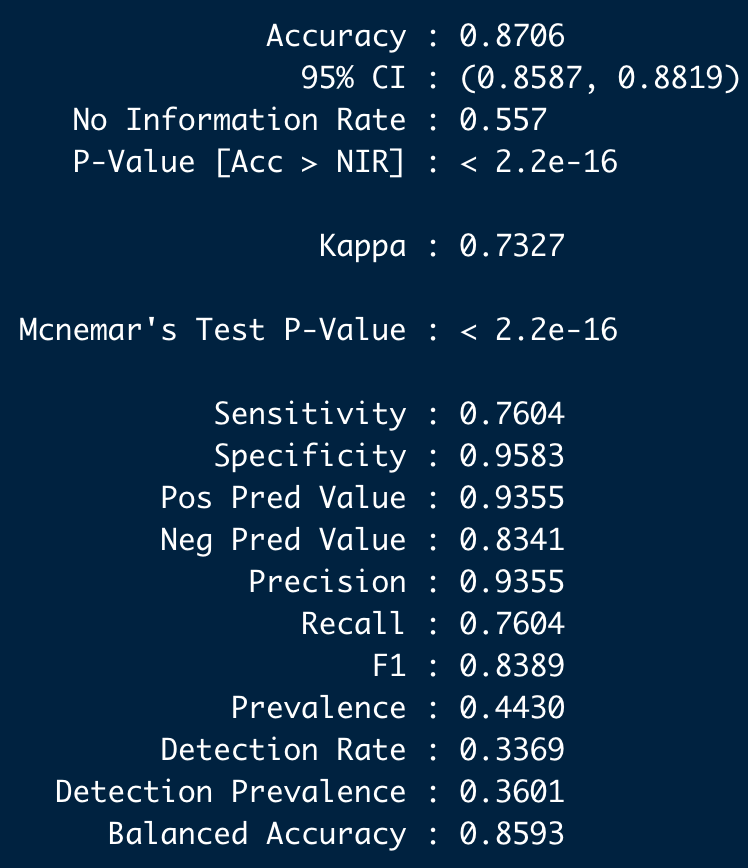 Accuracy : 0.8706
95% CI : (0.8587, 0.8819)
No Information Rate : 0.557
P-Value [Acc > NIR] : < 2.2e-16
Kappa : 0.7327
Mcnemar's Test P-Value : < 2.2e-16
Sensitivity : 0.7604
Specificity : 0.9583
Pos Pred Value : 0.9355
Neg Pred Value : 0.8341
Precision : 0.9355
Recall : 0.7604
F1 : 0.8389
Prevalence : 0.4430
Detection Rate : 0.3369
Detection Prevalence : 0.3601
Balanced Accuracy : 0.8593